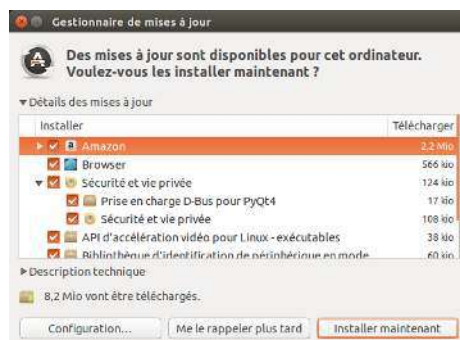 Gestionnaire de mises à jour
Des mises à jour sont disponibles pour cet ordinateur.
Voulez-vous les installer maintenant ?
Détails des mises à jour
Installer Télécharger
Amazon 2,2 Mio
Browser 566 kio
Sécurité et vie privée 124 kio
Prise en charge D-Bus pour PyQt4 17 kio
Sécurité et vie privée 108 kio
API d'accélération vidéo pour Linux - exécutables 38 kio
Bibliothèque d'identification de périphérique en mode 60 kio
Description technique
8,2 Mio vont être téléchargés.
Configuration... Me le rappeler plus tard Installer maintenant